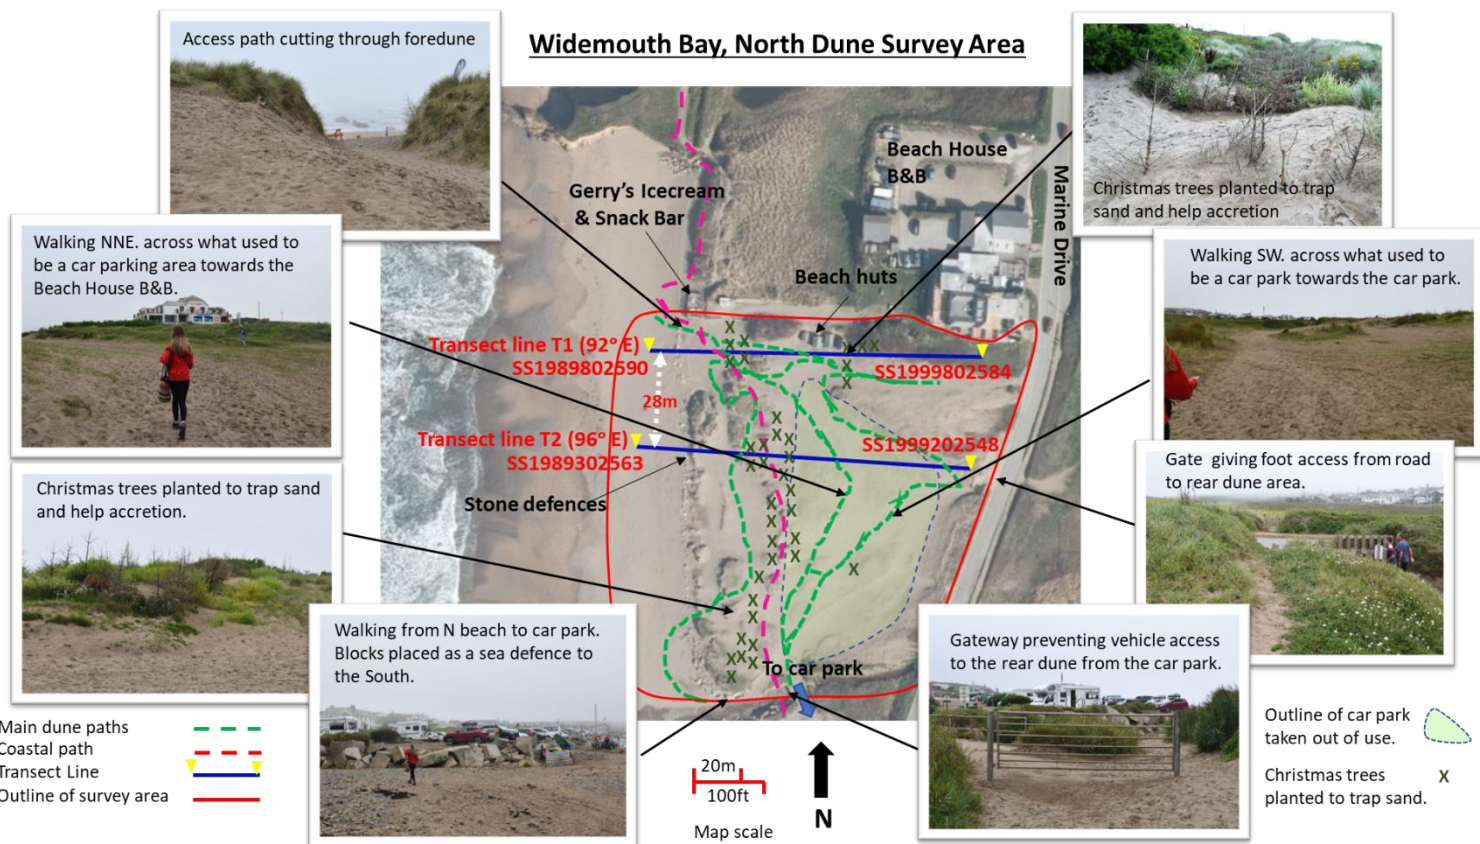 Widemouth Bay, North Dune Survey Area
Access path cutting through foredune
Christmas trees planted to trap
sand and help accretion
Walking NNE. across what used to
be a car parking area towards the
Beach House B&B.
Walking SW. across what used to
be a car park towards the car park.
Christmas trees planted to trap sand
and help accretion.
Gate giving foot access from road
to rear dune area.
Walking from N beach to car park.
Blocks placed as a sea defence to
the South.
Gateway preventing vehicle access
to the rear dune from the car park.
Beach House
B&B
Marine Drive
Gerry's Icecream
& Snack Bar
Beach huts
Transect line T1 (92° E)
SS1989802590
SS1999802584
28m
Transect line T2 (96° E)
SS1989302563
SS1999202548
Stone defences
To car park
X X X X X X X X X X X X X X X X X X X X X X X X X X X X X X X X X X
Main dune paths
Coastal path
Transect Line
Outline of survey area
20m
100ft
Map scale
N
Outline of car park
taken out of use.
Christmas trees
planted to trap sand.
X